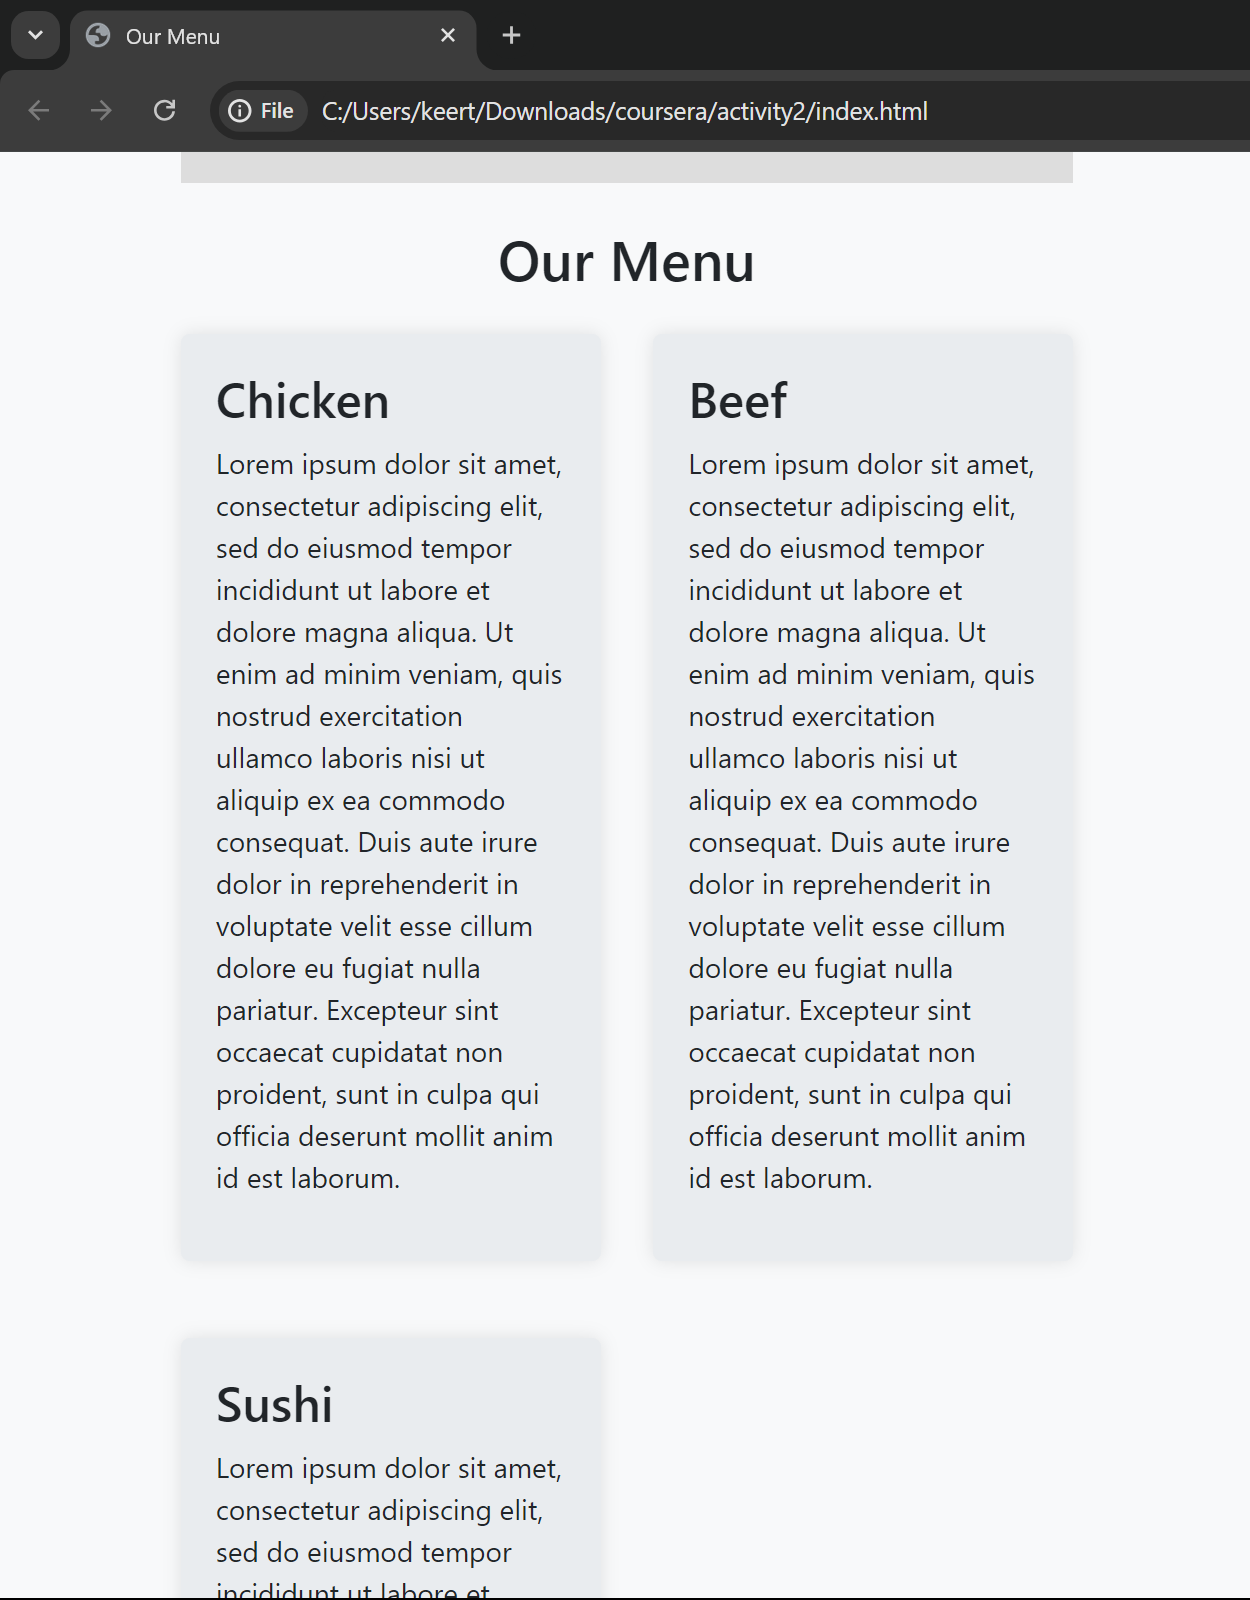 Our Menu
File
C:/Users/keert/Downloads/coursera/activity2/index.html
Our Menu
Chicken
Lorem ipsum dolor sit amet,
consectetur adipiscing elit,
sed do eiusmod tempor
incididunt ut labore et
dolore magna aliqua. Ut
enim ad minim veniam, quis
nostrud exercitation
ullamco laboris nisi ut
aliquip ex ea commodo
consequat. Duis aute irure
dolor in reprehenderit in
voluptate velit esse cillum
dolore eu fugiat nulla
pariatur. Excepteur sint
occaecat cupidatat non
proident, sunt in culpa qui
officia deserunt mollit anim
id est laborum.
Beef
Lorem ipsum dolor sit amet,
consectetur adipiscing elit,
sed do eiusmod tempor
incididunt ut labore et
dolore magna aliqua. Ut
enim ad minim veniam, quis
nostrud exercitation
ullamco laboris nisi ut
aliquip ex ea commodo
consequat. Duis aute irure
dolor in reprehenderit in
voluptate velit esse cillum
dolore eu fugiat nulla
pariatur. Excepteur sint
occaecat cupidatat non
proident, sunt in culpa qui
officia deserunt mollit anim
id est laborum.
Sushi
Lorem ipsum dolor sit amet,
consectetur adipiscing elit,
sed do eiusmod tempor
incididunt ut labore et